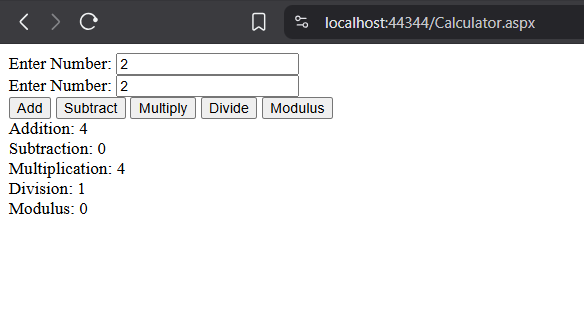 localhost:44344/Calculator.aspx
Enter Number: 2
Enter Number: 2
Add Subtract Multiply Divide Modulus
Addition: 4
Subtraction: 0
Multiplication: 4
Division: 1
Modulus: 0